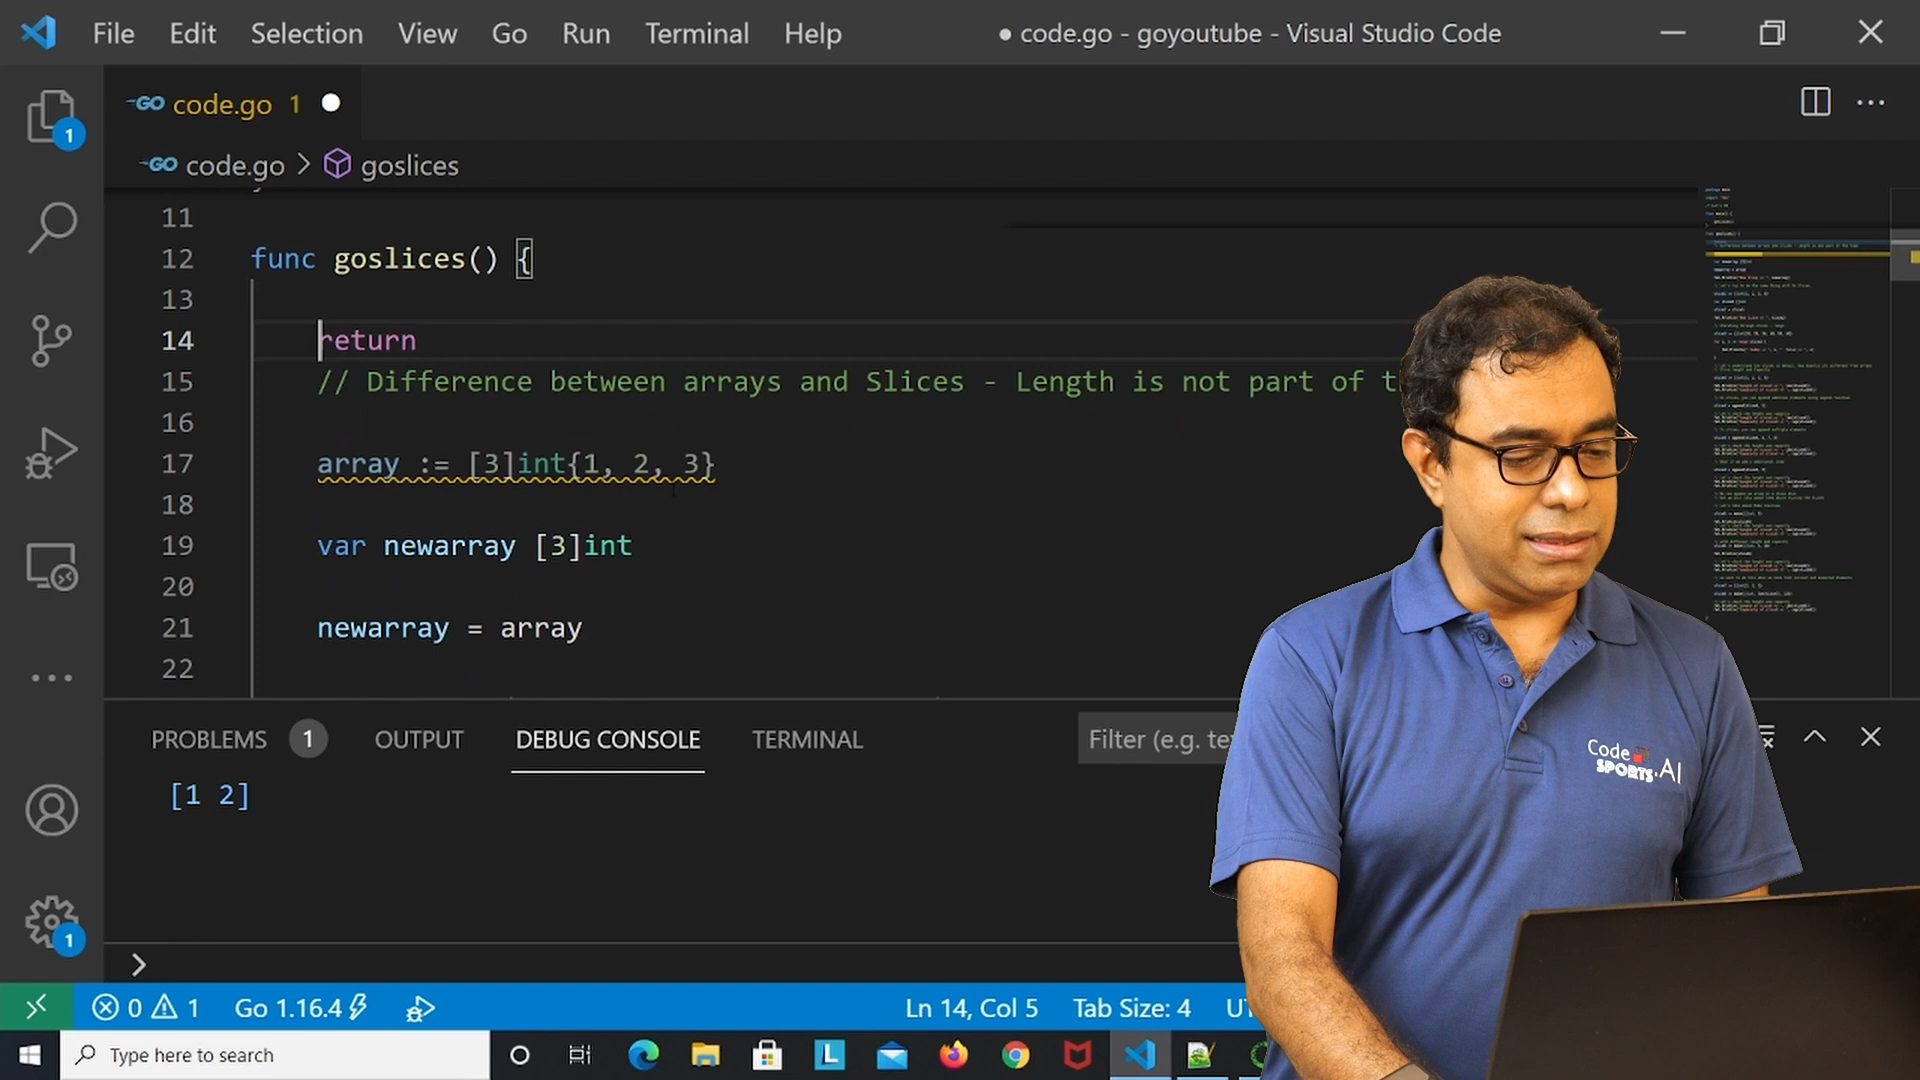 File Edit Selection View Go Run Terminal Help
● code.go - goyoutube - Visual Studio Code
GO code.go 1
GO code.go > goslices
1
11
12 func goslices() {
13
14 return
15 // Difference between arrays and Slices - Length is not part of
16
17 array := [3]int{1, 2, 3}
18
19 var newarray [3]int
20
21 newarray = array
22
PROBLEMS 1 OUTPUT DEBUG CONSOLE TERMINAL Filter (e.g.
[1 2]
Code
SPORTS.AI
1
>
0 1 Go 1.16.4 Ln 14, Col 5 Tab Size: 4
Type here to search
L